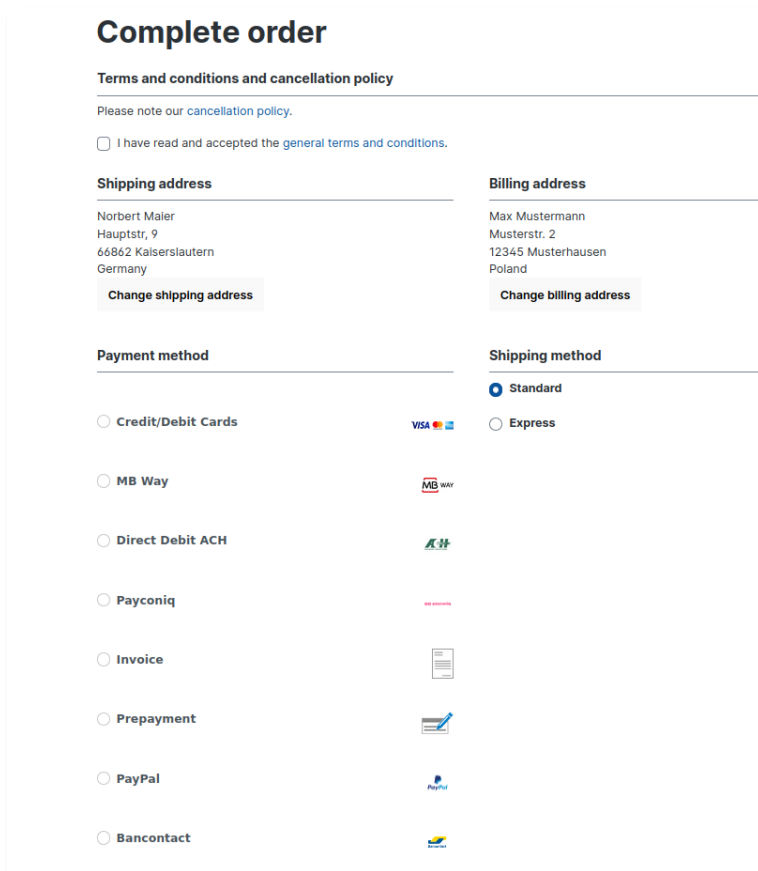 Complete order
Terms and conditions and cancellation policy
Please note our cancellation policy.
I have read and accepted the general terms and conditions.
Shipping address
Norbert Maier
Hauptstr, 9
66862 Kaiserslautern
Germany
Change shipping address
Billing address
Max Mustermann
Musterstr. 2
12345 Musterhausen
Poland
Change billing address
Payment method
Credit/Debit Cards
VISA
MB Way
MB WAY
Direct Debit ACH
ACH
Payconiq
Invoice
Prepayment
PayPal
PayPal
Bancontact
Bancontact
Shipping method
Standard
Express